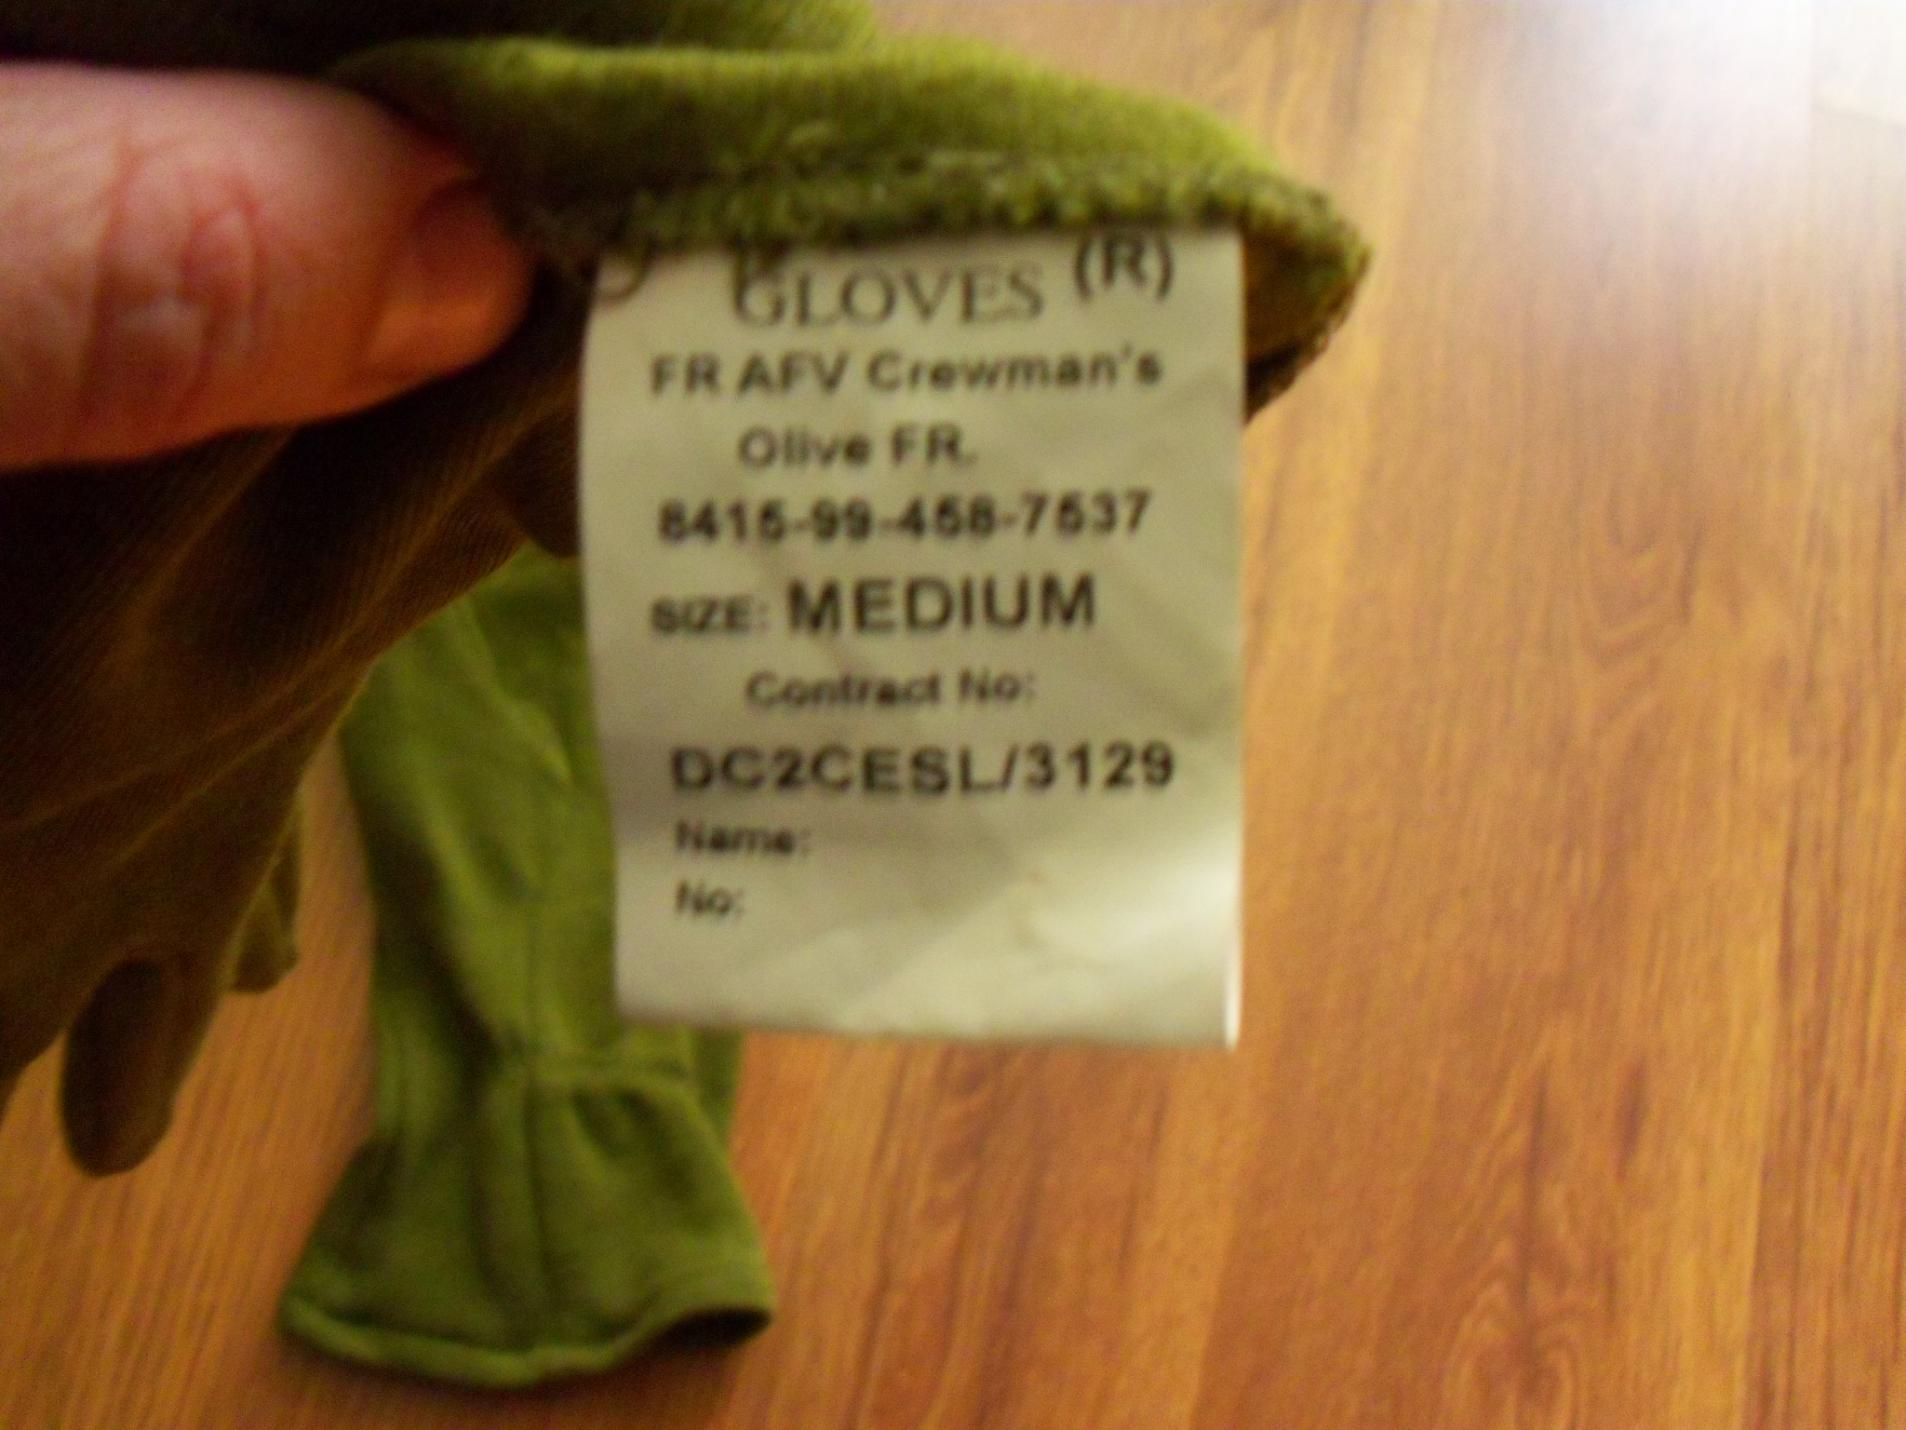 GLOVES (R)
FR AFV Crewman's
Olive FR.
8415-99-458-7537
SIZE: MEDIUM
Contract No:
DC2CESL/3129
Name:
No: